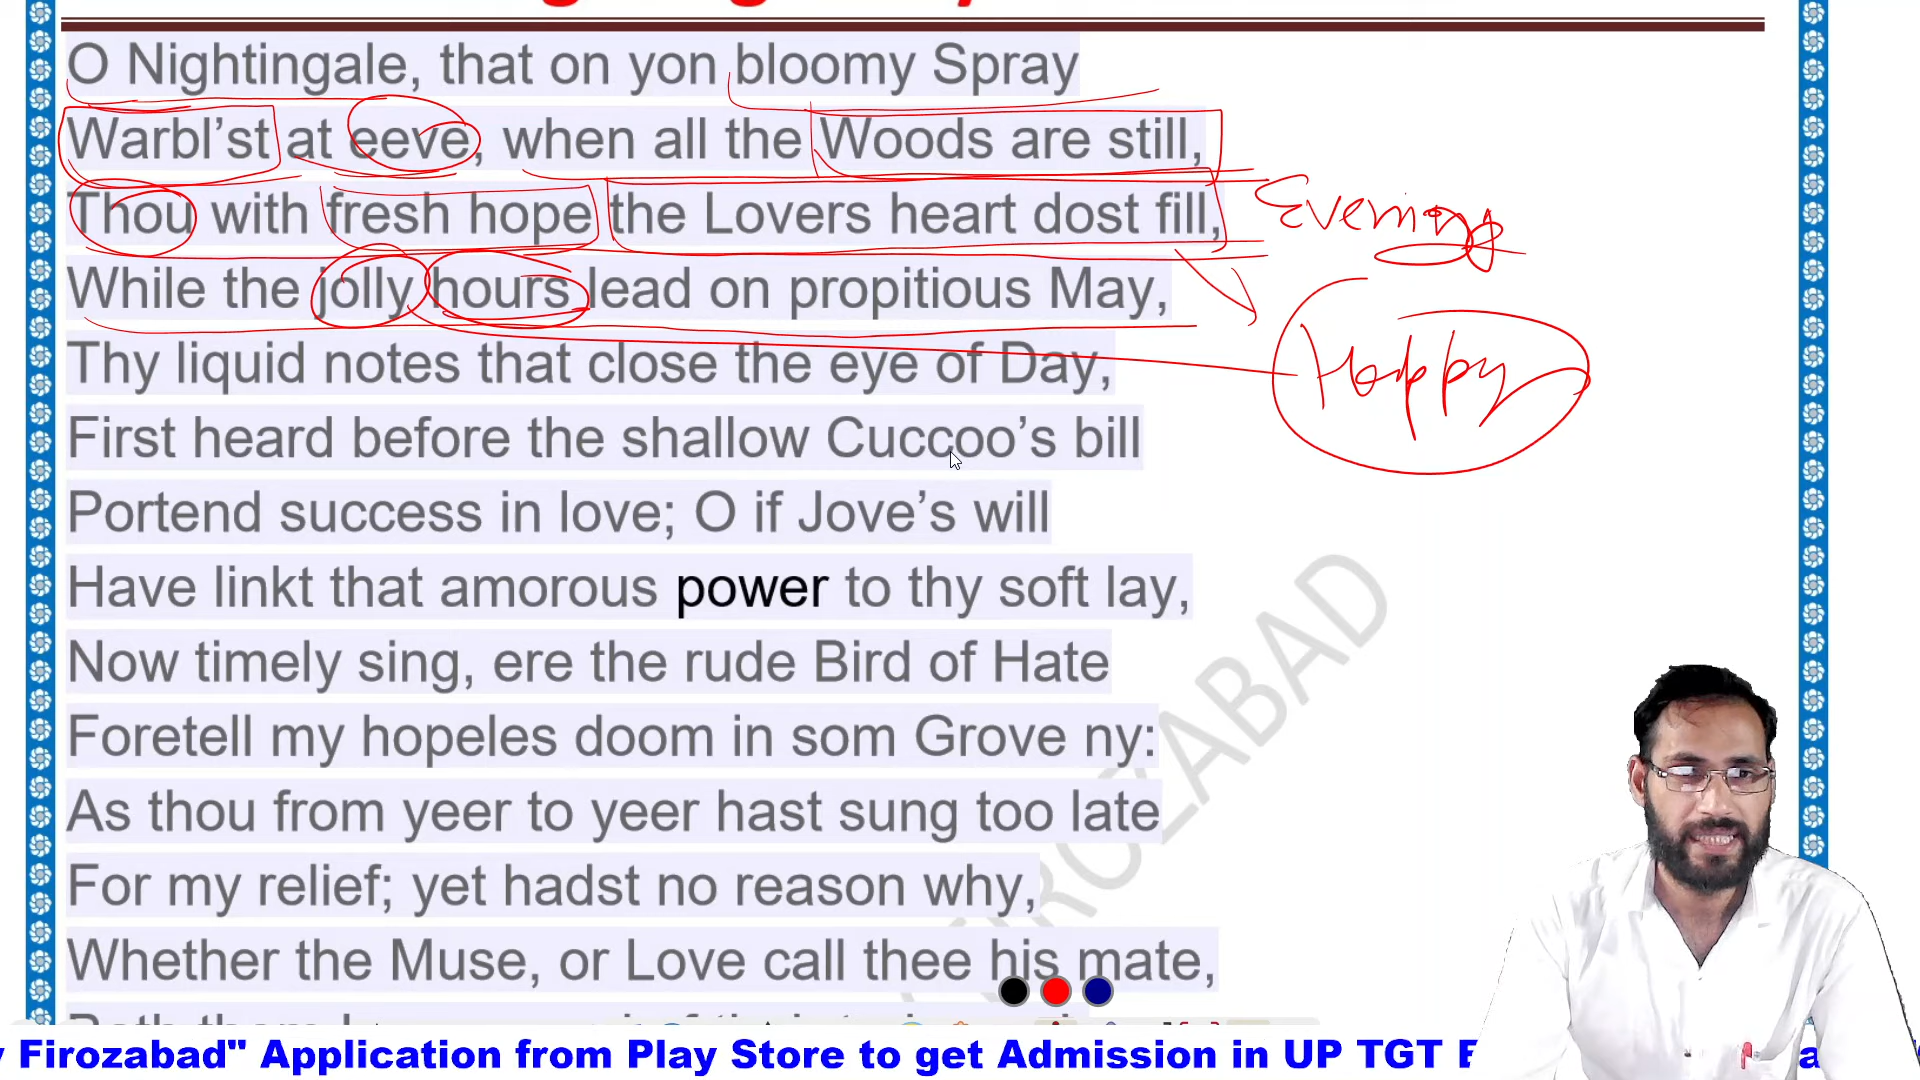 O Nightingale, that on yon bloomy Spray
Warbl’st at eeve, when all the Woods are still,
Thou with fresh hope the Lovers heart dost fill,
Evening
While the jolly hours lead on propitious May,
Happy
Thy liquid notes that close the eye of Day,
First heard before the shallow Cuccoo’s bill
Portend success in love; O if Jove’s will
Have linkt that amorous power to thy soft lay,
Now timely sing, ere the rude Bird of Hate
Foretell my hopeles doom in som Grove ny:
As thou from yeer to yeer hast sung too late
For my relief; yet hadst no reason why,
Whether the Muse, or Love call thee his mate,
FIROZABAD
Firozabad" Application from Play Store to get Admission in UP TGT